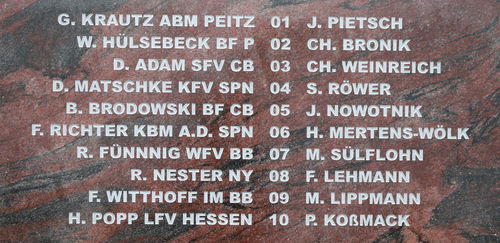 G. KRAUTZ ABM PEITZ 01 J. PIETSCH
W. HÜLSEBECK BF P 02 CH. BRONIK
D. ADAM SFV CB 03 CH. WEINREICH
D. MATSCHKE KFV SPN 04 S. RÖWER
B. BRODOWSKI BF CB 05 J. NOWOTNIK
F. RICHTER KBM A.D. SPN 06 H. MERTENS-WÖLK
R. FÜNNNIG WFV BB 07 M. SÜLFLOHN
R. NESTER NY 08 F. LEHMANN
F. WITTHOFF IM BB 09 M. LIPPMANN
H. POPP LFV HESSEN 10 P. KOßMACK